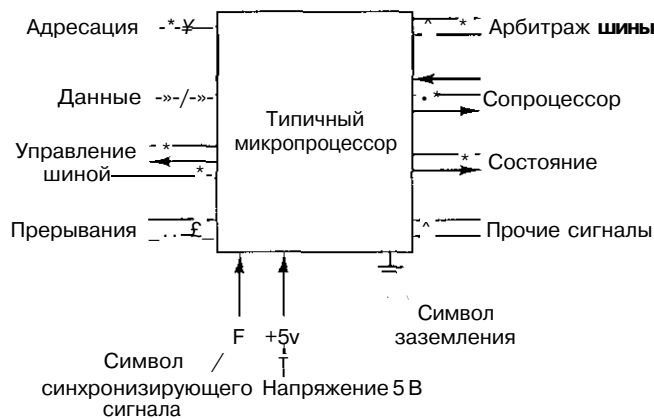 Адресация
Арбитраж шины
Данные
Сопроцессор
Типичный
микропроцессор
Управление
шиной
Состояние
Прерывания
Прочие сигналы
Символ
заземления
F +5v
Символ
синхронизирующего
сигнала
Напряжение 5 В